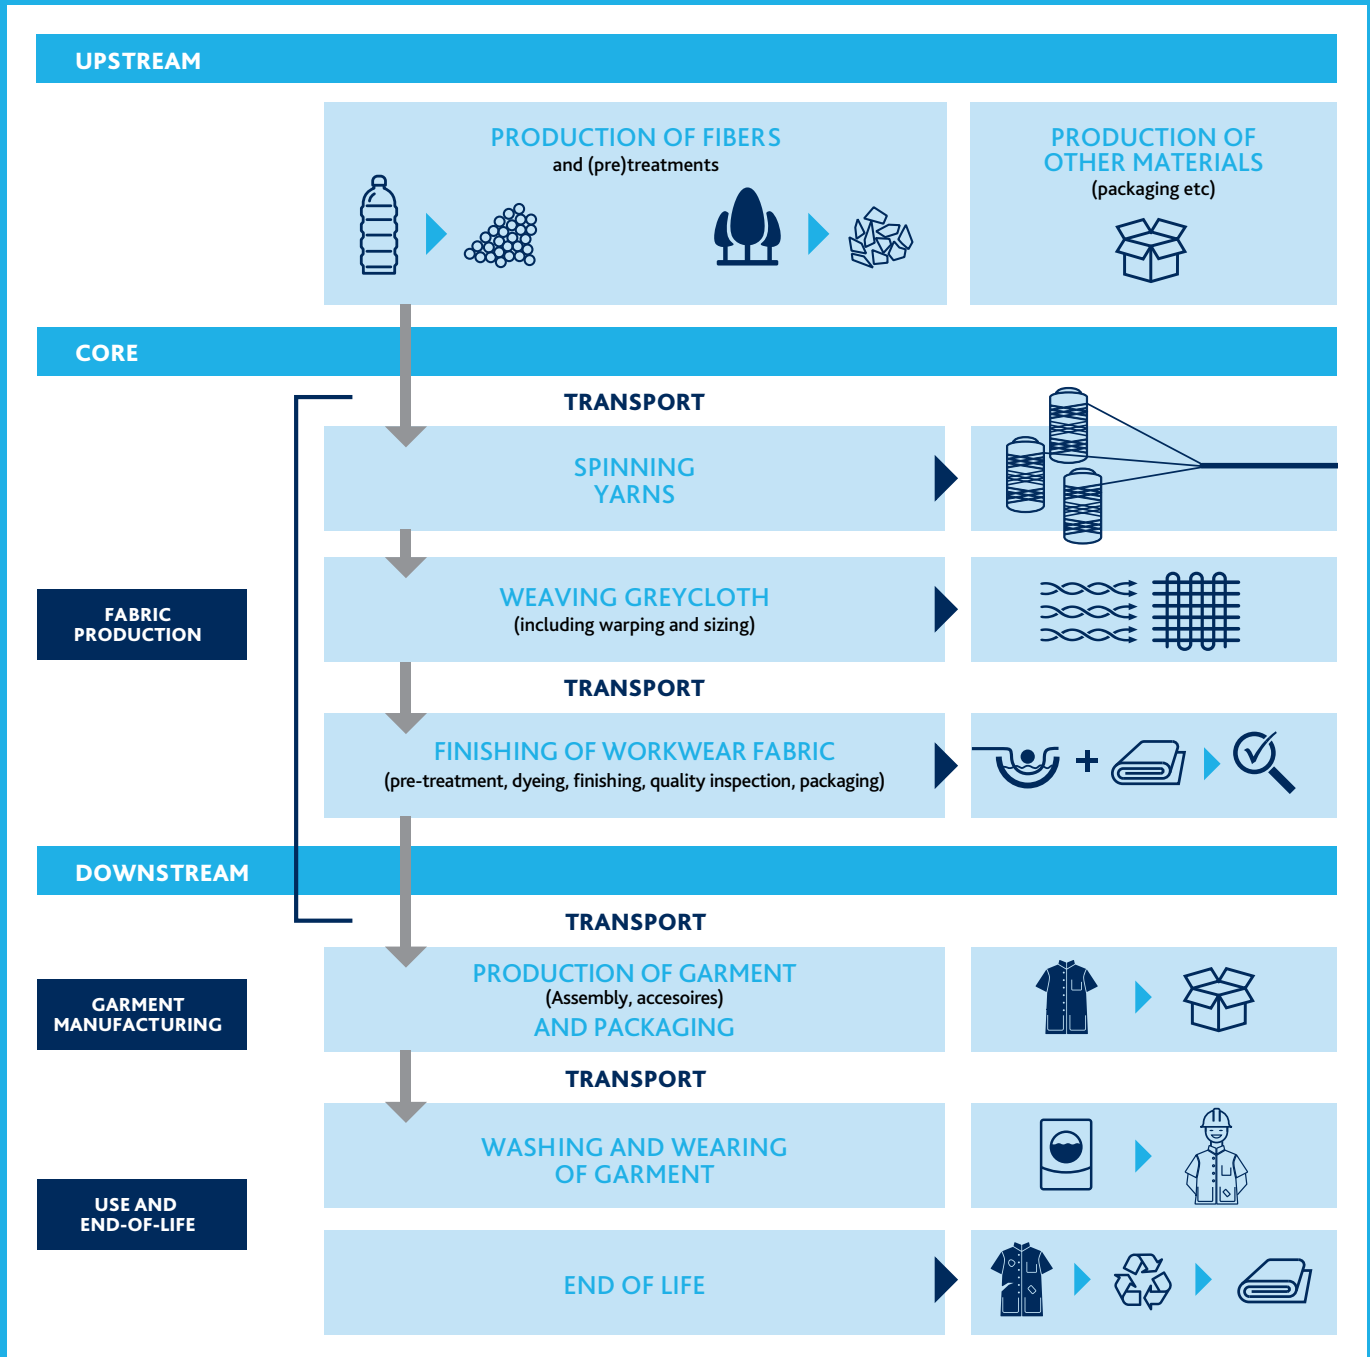 UPSTREAM
PRODUCTION OF FIBERS
and (pre)treatments
PRODUCTION OF
OTHER MATERIALS
(packaging etc)
CORE
TRANSPORT
SPINNING
YARNS
FABRIC
PRODUCTION
WEAVING GREYCLOTH
(including warping and sizing)
TRANSPORT
FINISHING OF WORKWEAR FABRIC
(pre-treatment, dyeing, finishing, quality inspection, packaging)
DOWNSTREAM
TRANSPORT
GARMENT
MANUFACTURING
PRODUCTION OF GARMENT
(Assembly, accesoires)
AND PACKAGING
TRANSPORT
USE AND
END-OF-LIFE
WASHING AND WEARING
OF GARMENT
END OF LIFE